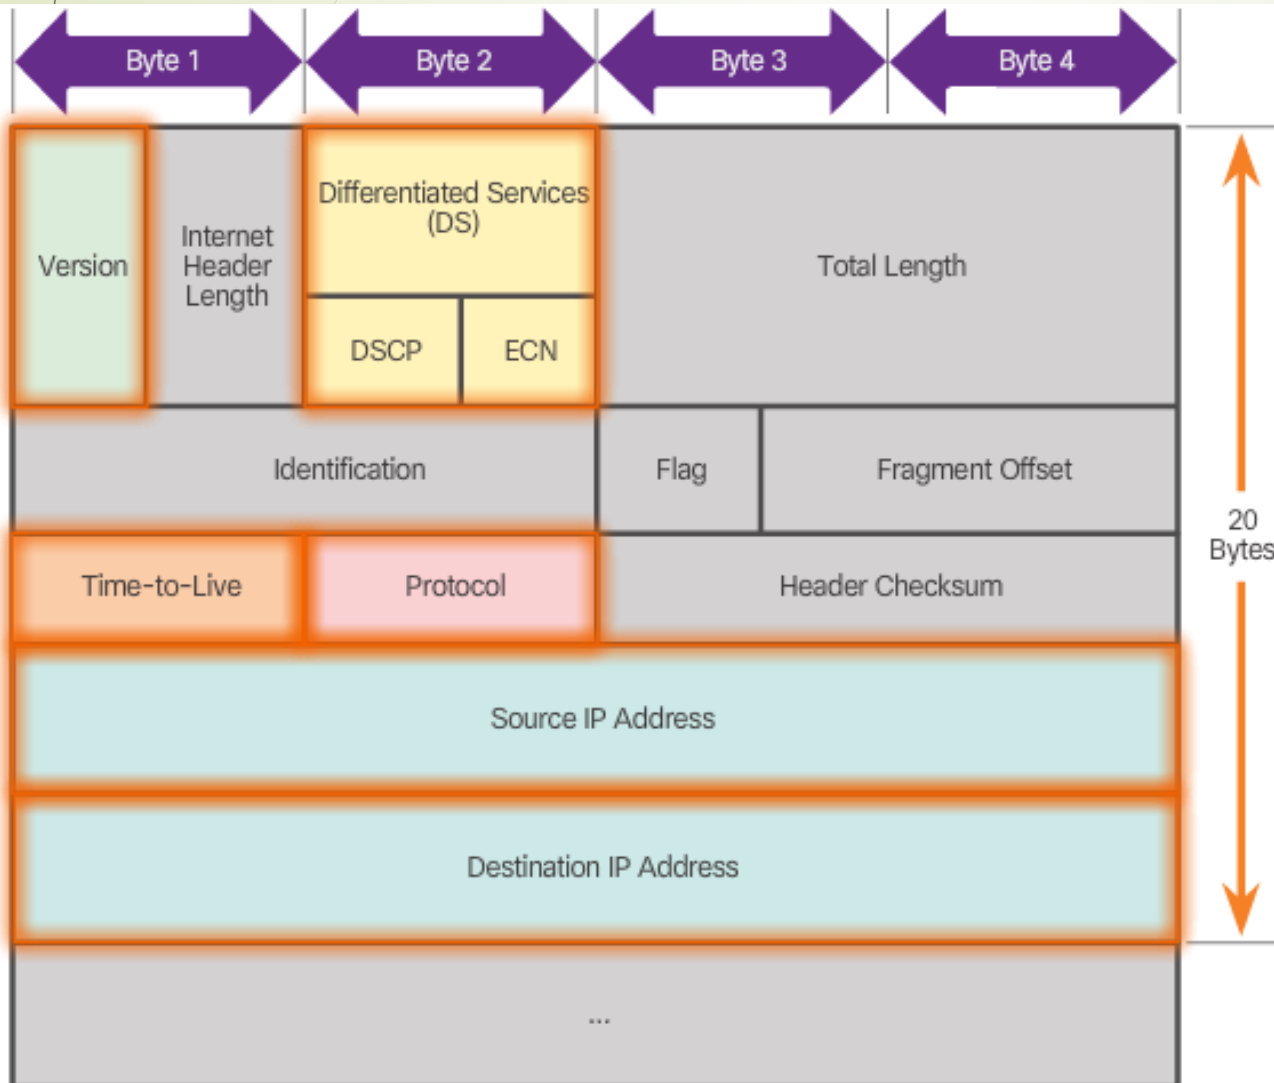 Byte 1
Byte 2
Byte 3
Byte 4
Version
Internet
Header
Length
Differentiated Services
(DS)
DSCP
ECN
Total Length
Identification
Flag
Fragment Offset
20
Bytes
Time-to-Live
Protocol
Header Checksum
Source IP Address
Destination IP Address
...